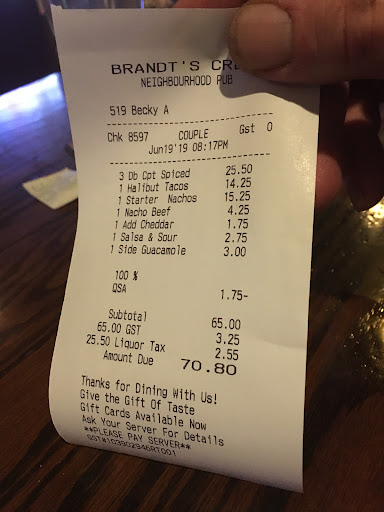 BRANDT'S
NEIGHBOURHOOD PUB
519 Becky A
Chk 8597 COUPLE Gst 0
Jun19'19 08:17PM
3 Db Cpt Spiced 25.50
1 Halibut Tacos 14.25
1 Starter Nachos 15.25
1 Nacho Beef 4.25
1 Add Cheddar 1.75
1 Salsa & Sour 2.75
1 Side Guacamole 3.00
100 %
QSA 1.75-
Subtotal 65.00
65.00 GST 3.25
25.50 Liquor Tax 2.55
Amount Due 70.80
Thanks for Dining With Us!
Give the Gift Of Taste
Gift Cards Available Now
Ask Your Server For Details
**PLEASE PAY SERVER**
GST#103902946RT001